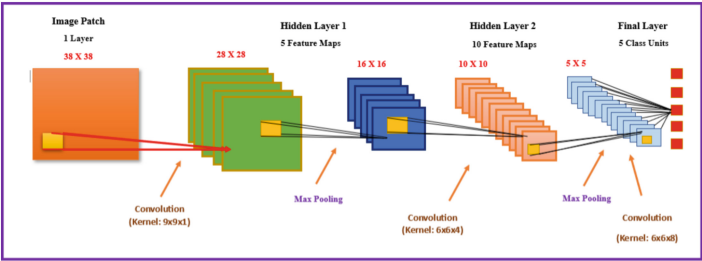 Image Patch
1 Layer
38 X 38
28 X 28
Hidden Layer 1
5 Feature Maps
16 X 16
Hidden Layer 2
10 Feature Maps
10 X 10
Final Layer
5 Class Units
5 X 5
Convolution
(Kernel: 9x9x1)
Max Pooling
Convolution
(Kernel: 6x6x4)
Max Pooling
Convolution
(Kernel: 6x6x8)